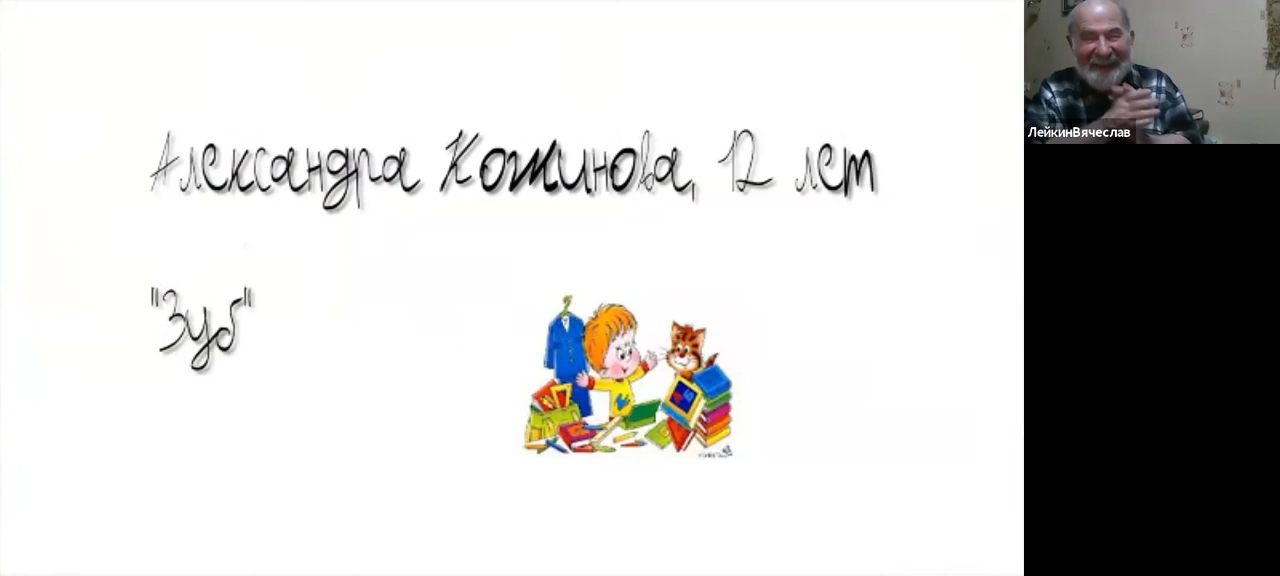 Александра Кожинова, 12 лет
"Зуб"
ЛейкинВячеслав